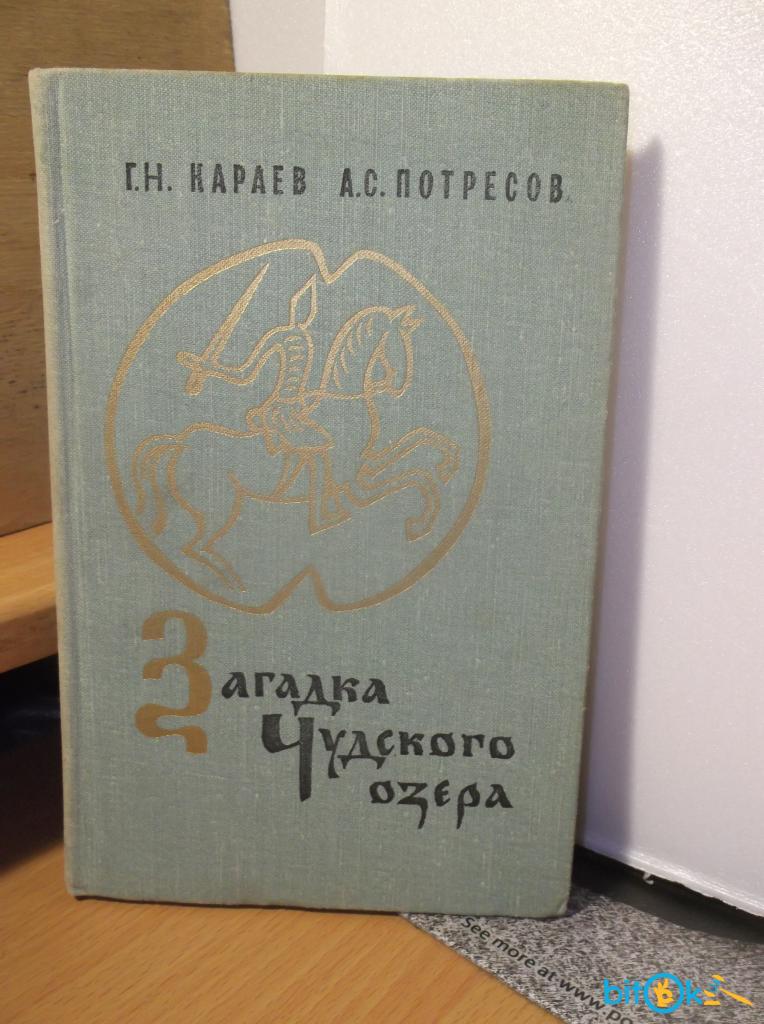 Г.Н. КАРАЕВ А.С. ПОТРЕСОВ
Загадка
Чудского
озера
See more at www.po
bitok